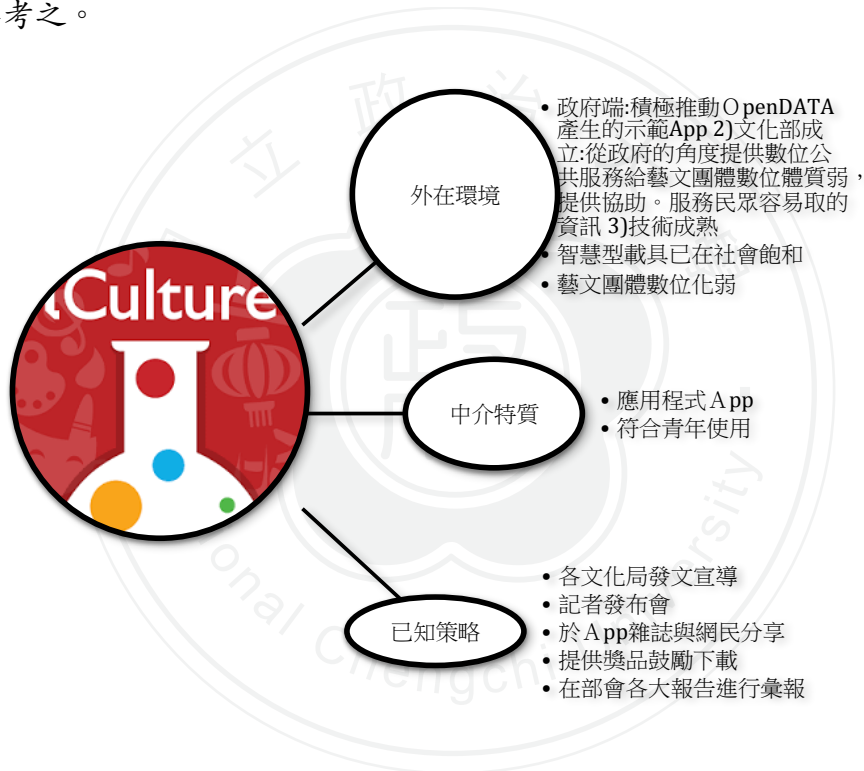 考之。
外在環境
• 政府端:積極推動OpenDATA
產生的示範App 2)文化部成
立:從政府的角度提供數位公
共服務給藝文團體數位體質弱，
提供協助。服務民眾容易取的
資訊 3)技術成熟
• 智慧型載具已在社會飽和
• 藝文團體數位化弱
iCulture
中介特質
• 應用程式App
• 符合青年使用
已知策略
• 各文化局發文宣導
• 記者發布會
• 於App雜誌與網民分享
• 提供獎品鼓勵下載
• 在部會各大報告進行彙報
立 政 治
Chengchi